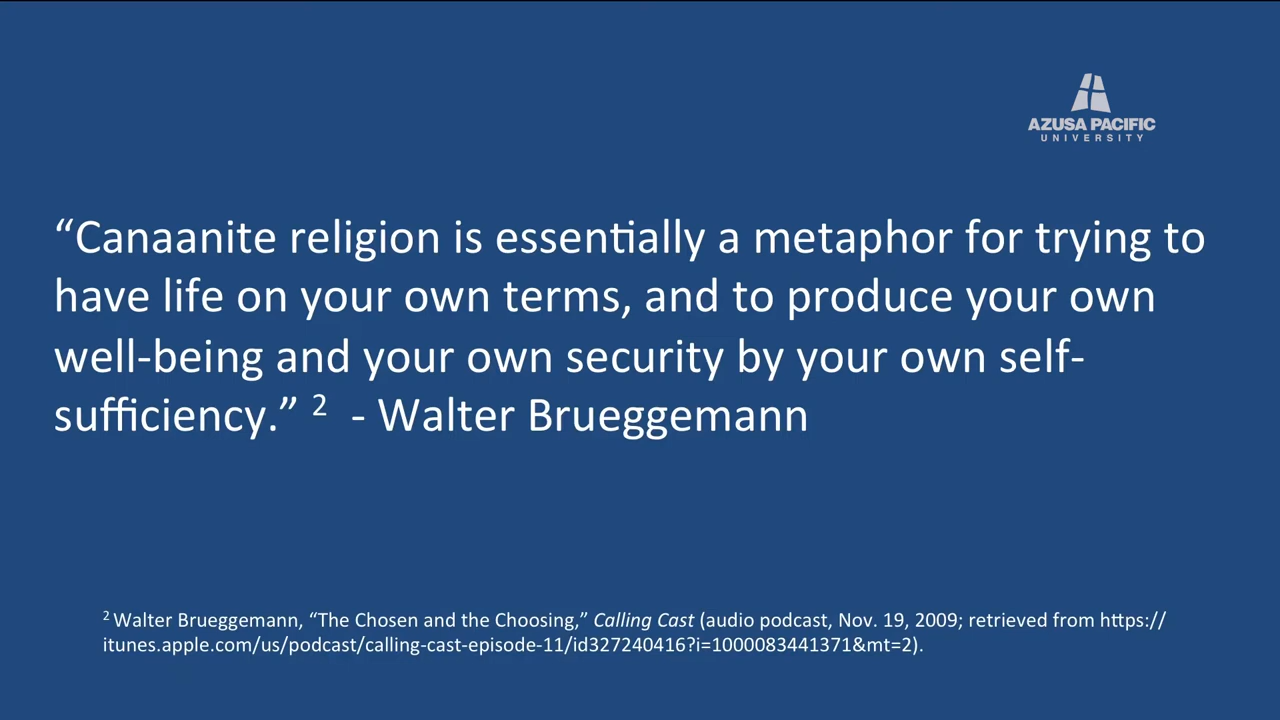 AZUSA PACIFIC
UNIVERSITY
“Canaanite religion is essentially a metaphor for trying to
have life on your own terms, and to produce your own
well-being and your own security by your own self-
sufficiency.” ² - Walter Brueggemann
² Walter Brueggemann, “The Chosen and the Choosing,” Calling Cast (audio podcast, Nov. 19, 2009; retrieved from https://
itunes.apple.com/us/podcast/calling-cast-episode-11/id327240416?i=1000083441371&mt=2).